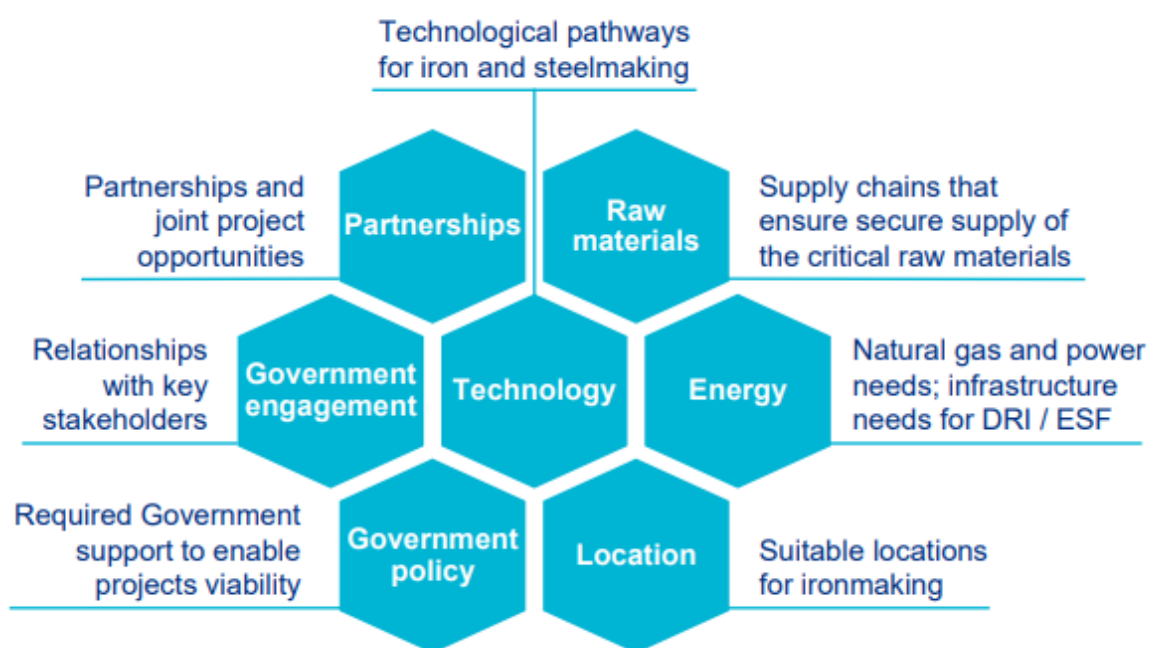 Technological pathways
for iron and steelmaking
Partnerships and
joint project
opportunities
Partnerships
Raw
materials
Supply chains that
ensure secure supply of
the critical raw materials
Relationships
with key
stakeholders
Government
engagement
Technology
Energy
Natural gas and power
needs; infrastructure
needs for DRI / ESF
Required Government
support to enable
projects viability
Government
policy
Location
Suitable locations
for ironmaking